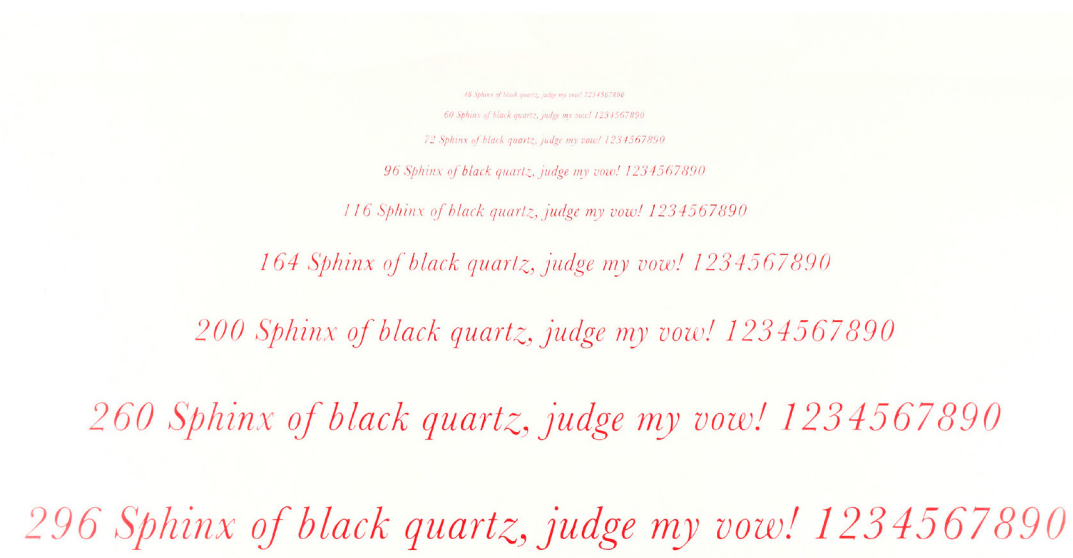 48 Sphinx of black quartz, judge my vow! 1234567890
60 Sphinx of black quartz, judge my vow! 1234567890
72 Sphinx of black quartz, judge my vow! 1234567890
96 Sphinx of black quartz, judge my vow! 1234567890
116 Sphinx of black quartz, judge my vow! 1234567890
164 Sphinx of black quartz, judge my vow! 1234567890
200 Sphinx of black quartz, judge my vow! 1234567890
260 Sphinx of black quartz, judge my vow! 1234567890
296 Sphinx of black quartz, judge my vow! 1234567890